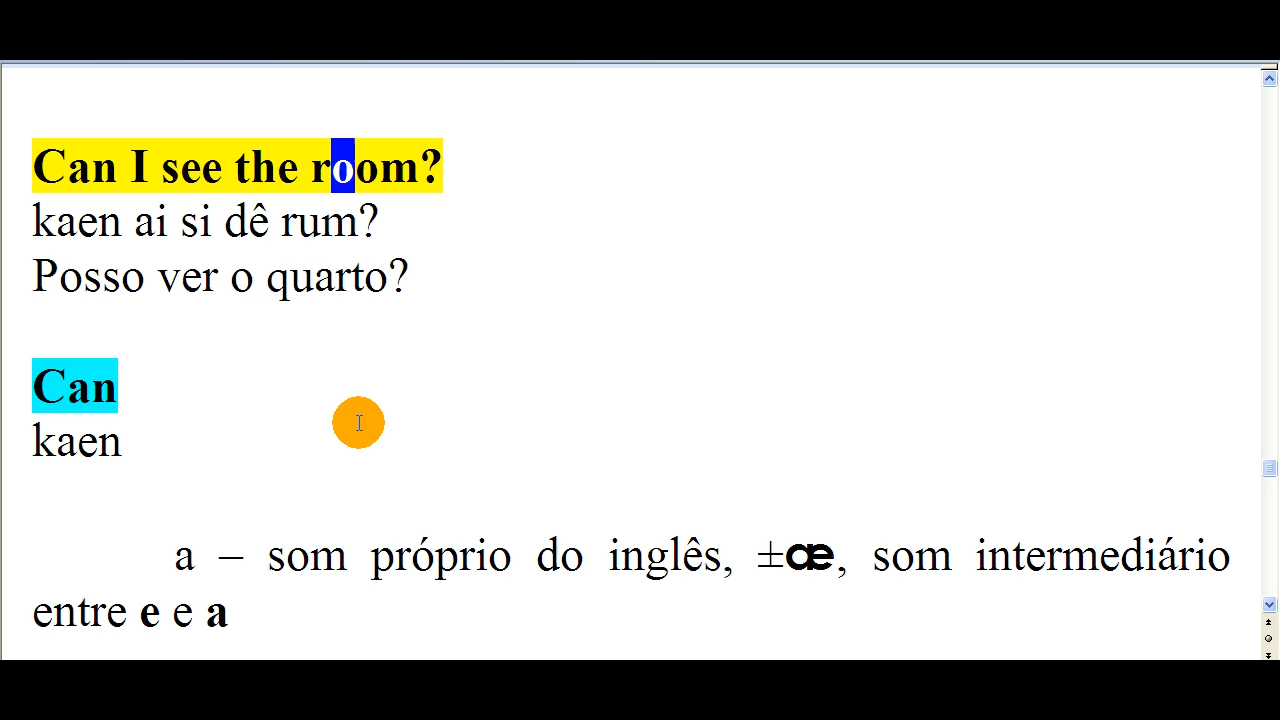 Can I see the room?
kaen ai si dê rum?
Posso ver o quarto?
Can
kaen
a – som próprio do inglês, ±æ, som intermediário
entre e e a